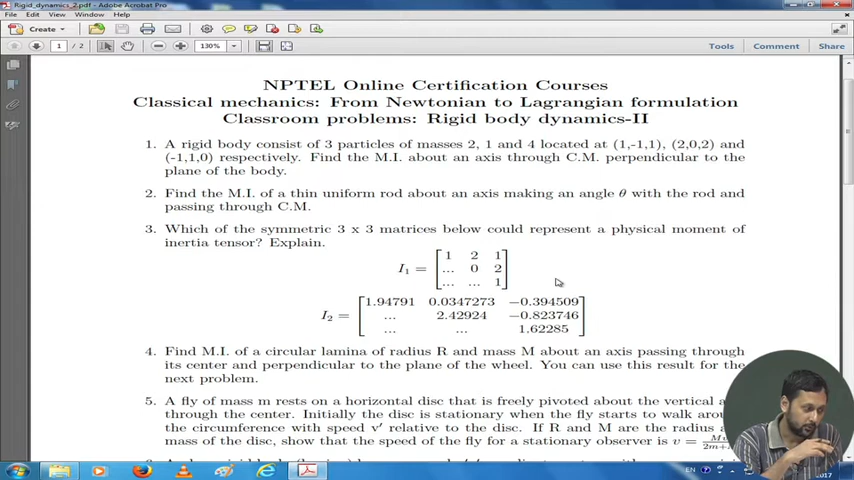 Rigid_dynamics_2.pdf - Adobe Acrobat Pro
File Edit View Window Help
Create
1 / 2 130% Tools Comment Share
NPTEL Online Certification Courses
Classical mechanics: From Newtonian to Lagrangian formulation
Classroom problems: Rigid body dynamics-II
1. A rigid body consist of 3 particles of masses 2, 1 and 4 located at (1,-1,1), (2,0,2) and
(-1,1,0) respectively. Find the M.I. about an axis through C.M. perpendicular to the
plane of the body.
2. Find the M.I. of a thin uniform rod about an axis making an angle θ with the rod and
passing through C.M.
3. Which of the symmetric 3 x 3 matrices below could represent a physical moment of
inertia tensor? Explain.
1 2 1
I₁ = ... 0 2
... ... 1
1.94791 0.0347273 −0.394509
I₂ = ... 2.42924 −0.823746
... ... 1.62285
4. Find M.I. of a circular lamina of radius R and mass M about an axis passing through
its center and perpendicular to the plane of the wheel. You can use this result for the
next problem.
5. A fly of mass m rests on a horizontal disc that is freely pivoted about the vertical
through the center. Initially the disc is stationary when the fly starts to walk
the circumference with speed v′ relative to the disc. If R and M are the radius
mass of the disc, show that the speed of the fly for a stationary observer is v =
EN
2017